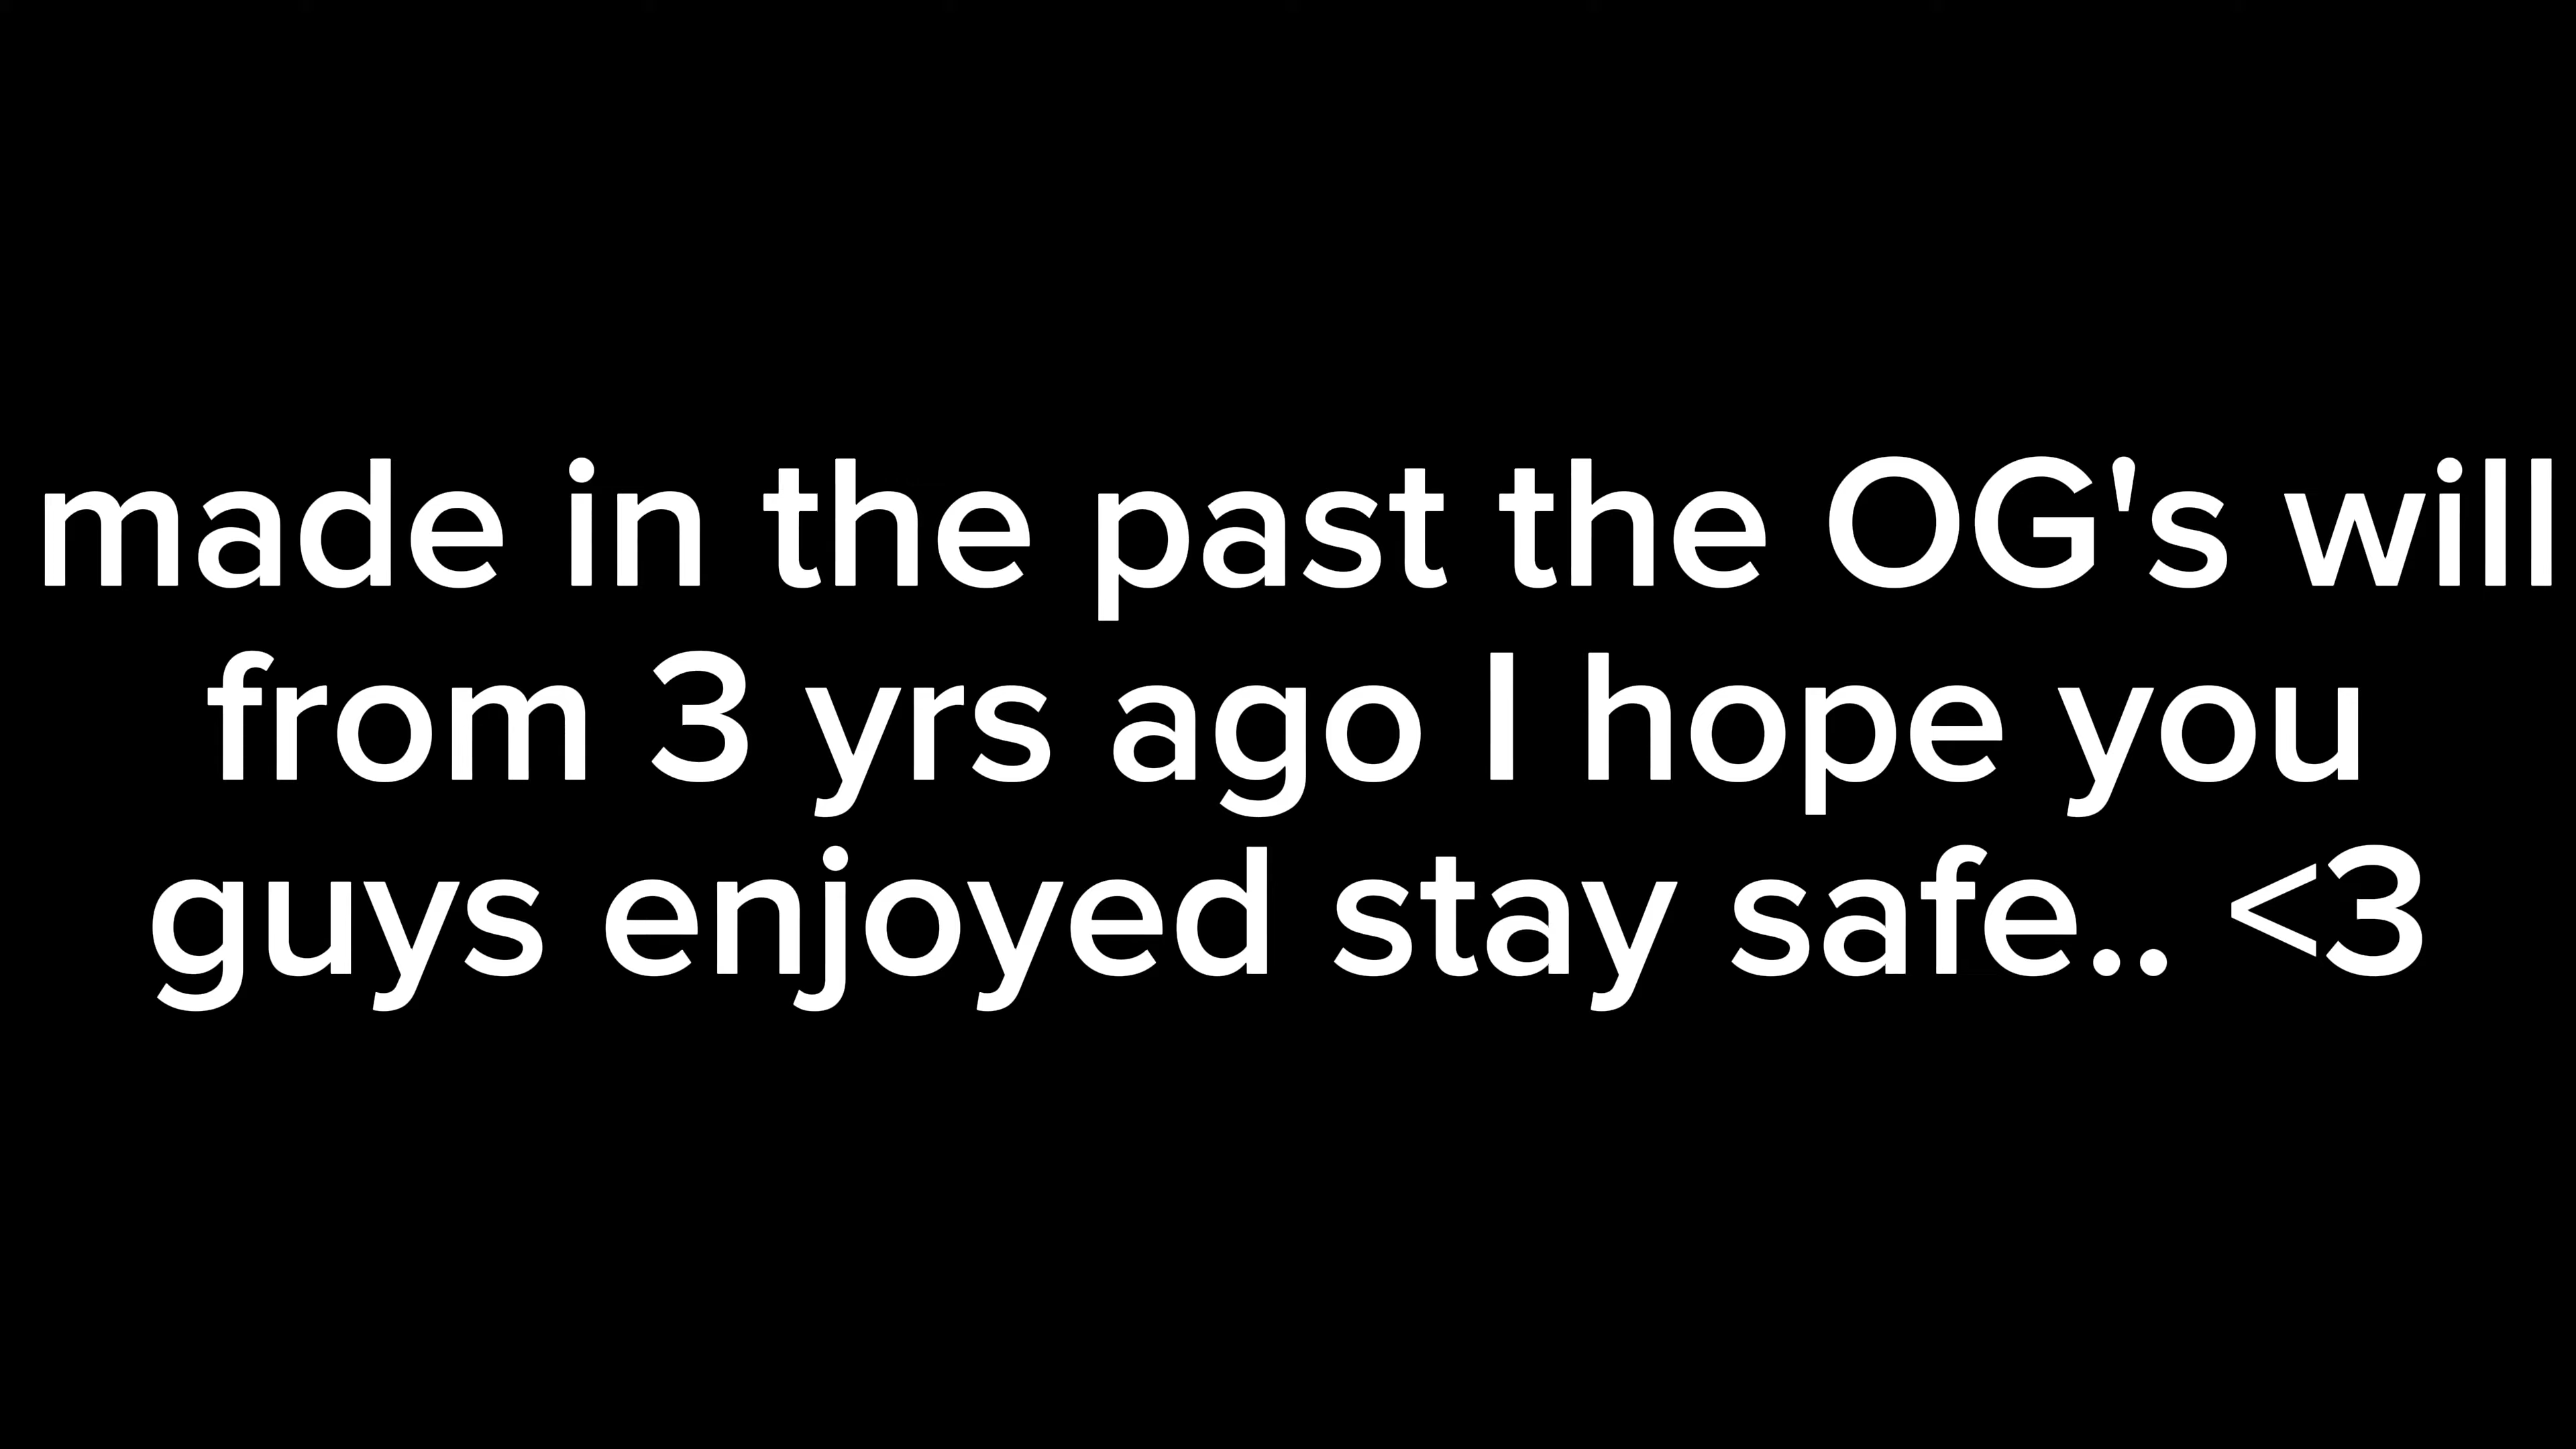 made in the past the OG's will
from 3 yrs ago I hope you
guys enjoyed stay safe.. <3